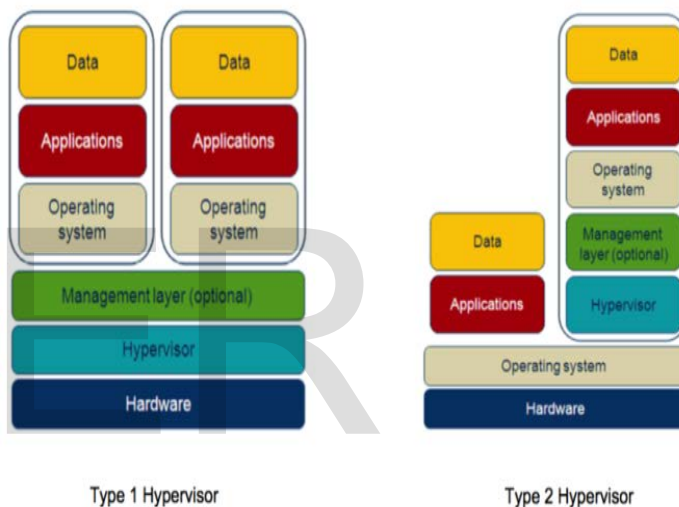 Data
Applications
Operating
system
Data
Applications
Operating
system
Management layer (optional)
Hypervisor
Hardware
Type 1 Hypervisor
Data
Applications
Data
Applications
Operating
system
Management
layer (optional)
Hypervisor
Operating system
Hardware
Type 2 Hypervisor
ER